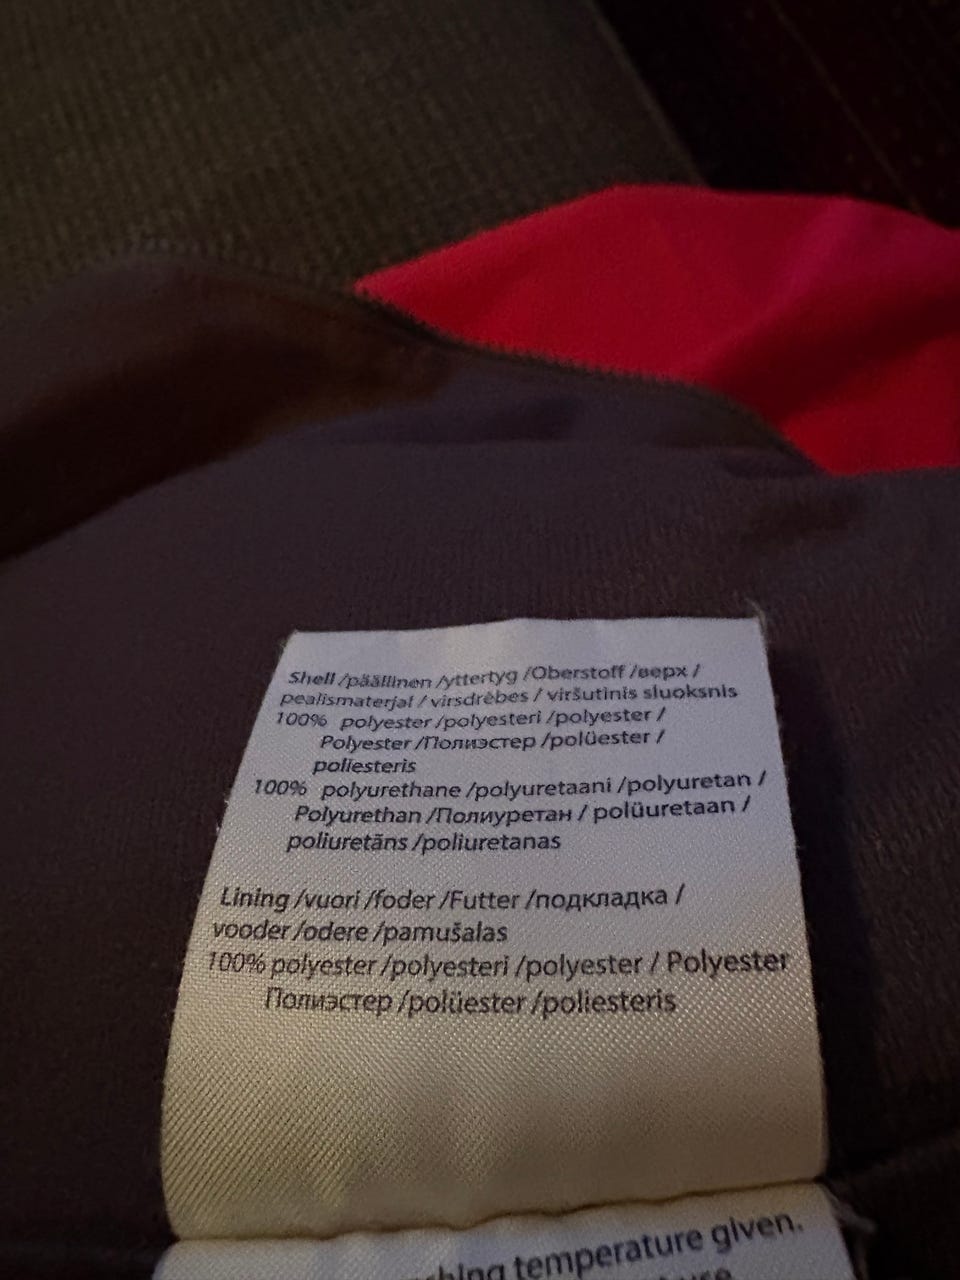 Shell /päällinen /yttertyg /Oberstoff /верх /
pealismaterjal / virsdrēbes / viršutinis sluoksnis
100% polyester /polyesteri /polyester /
Polyester /Полиэстер /polüester /
poliesteris
100% polyurethane /polyuretaani /polyuretan /
Polyurethan /Полиуретан / polüuretaan /
poliuretāns /poliuretanas
Lining /vuori /foder /Futter /подкладка /
vooder /odere /pamušalas
100% polyester /polyesteri /polyester / Polyester
Полиэстер /polüester /poliesteris
temperature given.